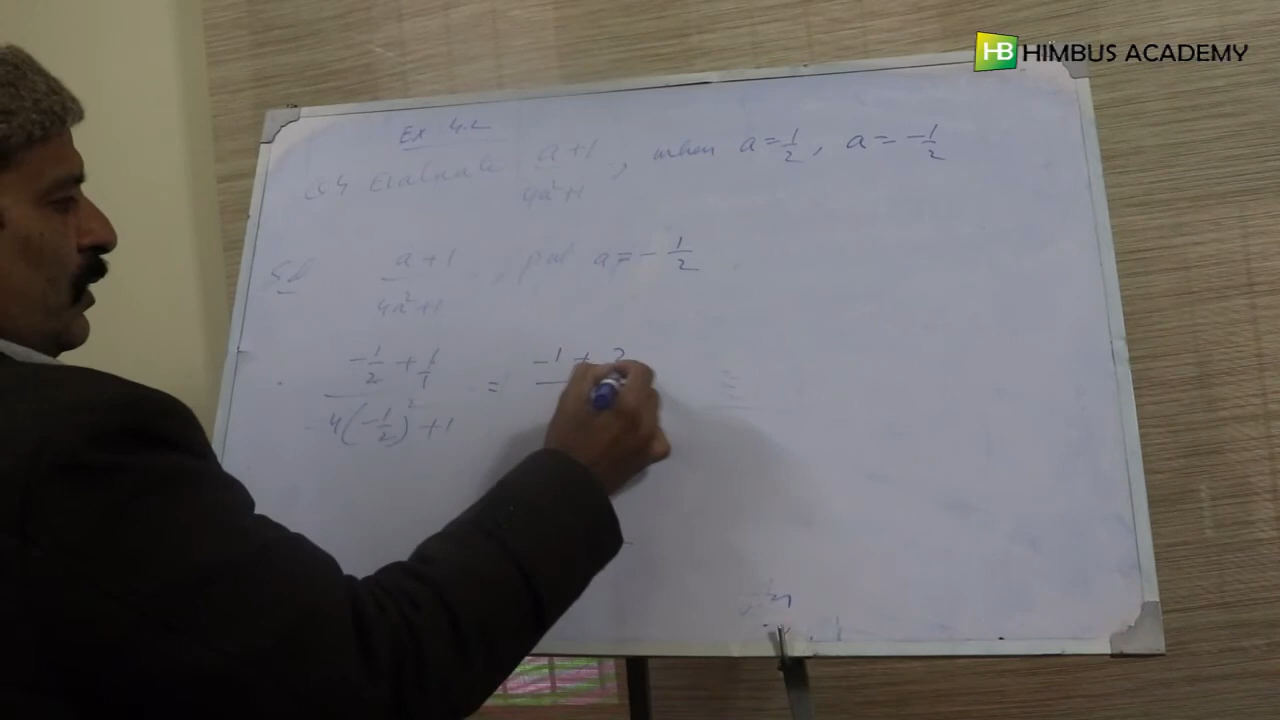 HB HIMBUS ACADEMY
Ex 4.2
Q4 Evaluate (a+1)/(4a²+1), when a=1/2, a=-1/2
Sol (a+1)/(4a²+1), put a=-1/2
(-1/2 + 1/1)/(4(-1/2)²+1) = -1+2